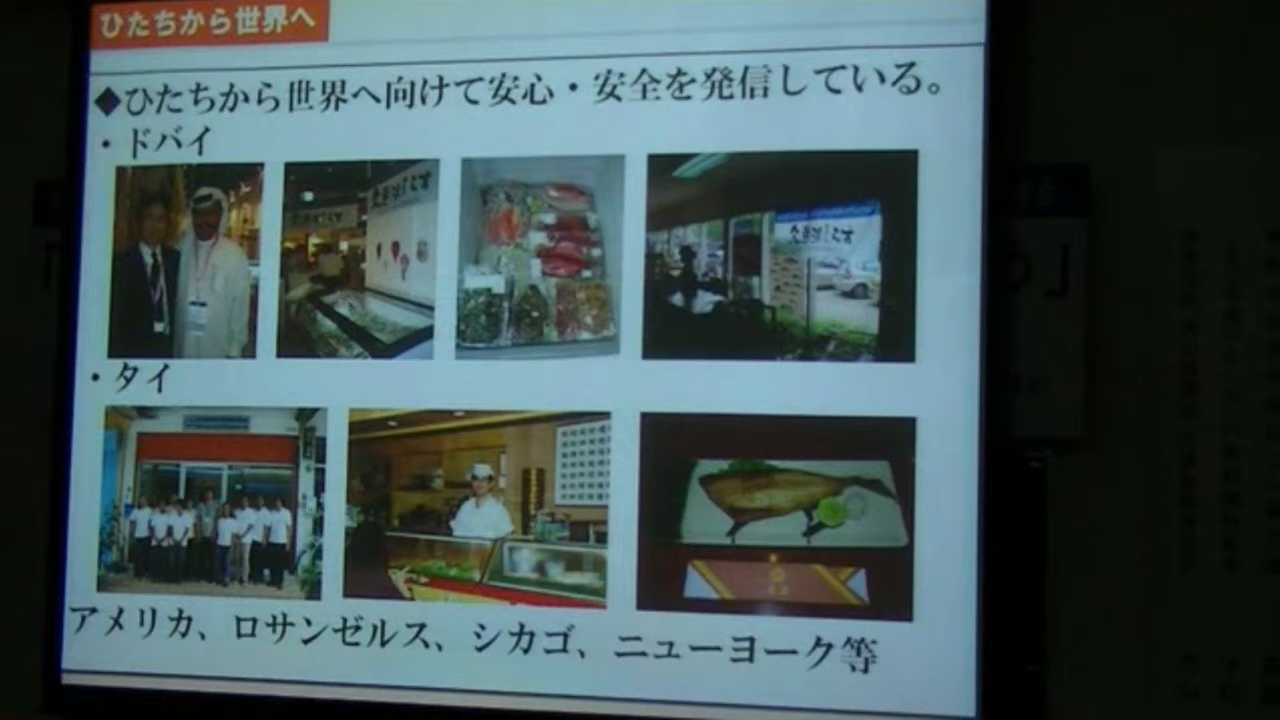 ひたちから世界へ
◆ひたちから世界へ向けて安心・安全を発信している。
・ドバイ
・タイ
アメリカ、ロサンゼルス、シカゴ、ニューヨーク等